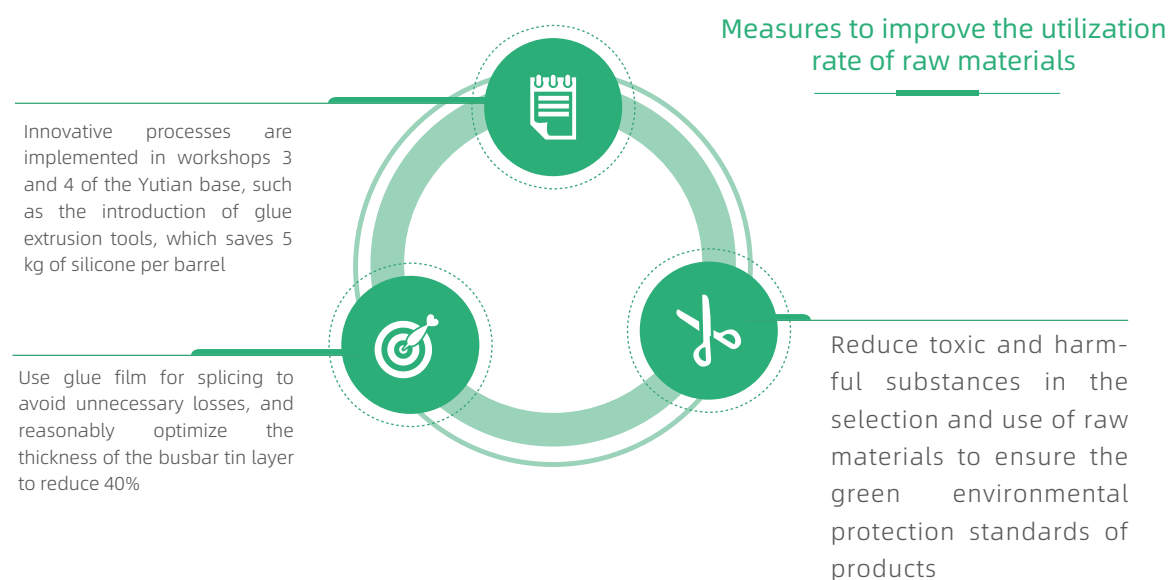 Measures to improve the utilization
rate of raw materials
Innovative processes are
implemented in workshops 3
and 4 of the Yutian base, such
as the introduction of glue
extrusion tools, which saves 5
kg of silicone per barrel
Use glue film for splicing to
avoid unnecessary losses, and
reasonably optimize the
thickness of the busbar tin layer
to reduce 40%
Reduce toxic and harm-
ful substances in the
selection and use of raw
materials to ensure the
green environmental
protection standards of
products